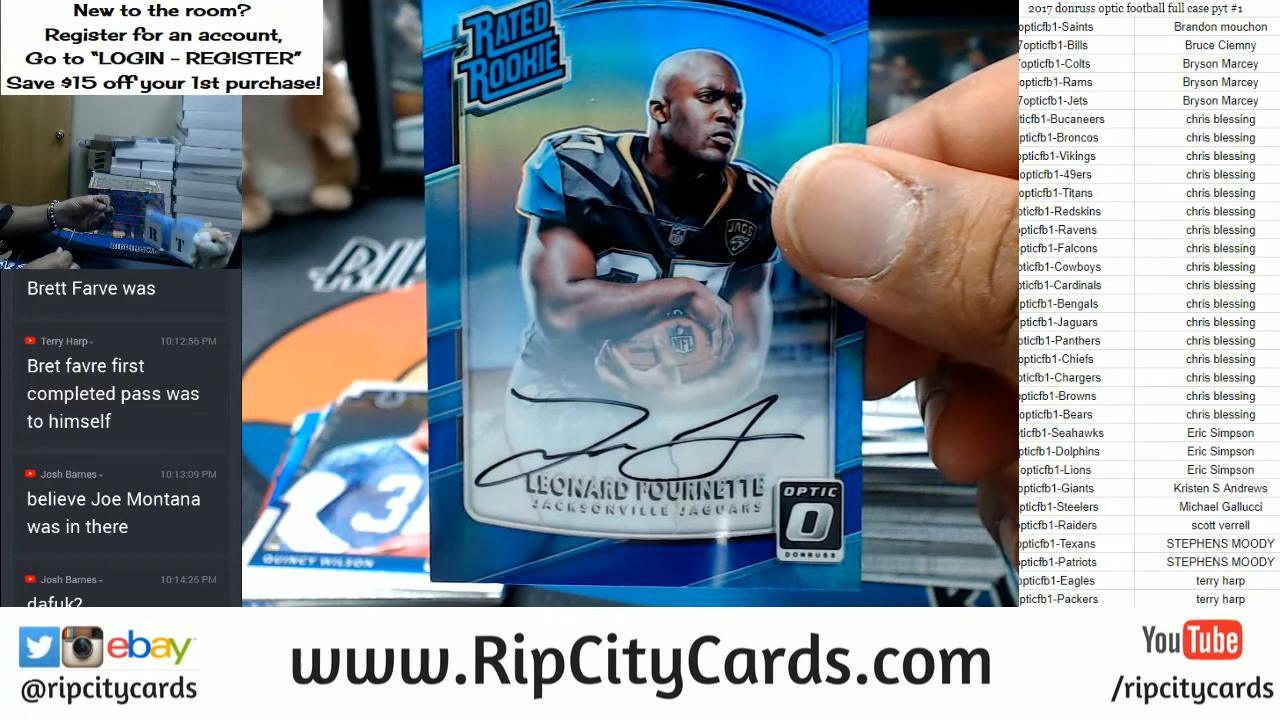 New to the room?
Register for an account,
Go to "LOGIN - REGISTER"
Save $15 off your 1st purchase!
Brett Farve was
Terry Harp
10:12:56 PM
Bret favre first
completed pass was
to himself
Josh Barnes
10:13:09 PM
believe Joe Montana
was in there
Josh Barnes
10:14:26 PM
dafuk?
RATED
ROOKIE
27
JAGS
NFL
27
NFL
LEONARD FOURNETTE
JACKSONVILLE JAGUARS
OPTIC
O
DONRUSS
QUINCY WILSON
2017 donruss optic football full case pyt #1
opticfb1-Saints Brandon mouchon
7opticfb1-Bills Bruce Ciemny
7opticfb1-Colts Bryson Marcey
opticfb1-Rams Bryson Marcey
7opticfb1-Jets Bryson Marcey
opticfb1-Bucaneers chris blessing
opticfb1-Broncos chris blessing
opticfb1-Vikings chris blessing
opticfb1-49ers chris blessing
opticfb1-Titans chris blessing
opticfb1-Redskins chris blessing
opticfb1-Ravens chris blessing
opticfb1-Falcons chris blessing
opticfb1-Cowboys chris blessing
opticfb1-Cardinals chris blessing
opticfb1-Bengals chris blessing
opticfb1-Jaguars chris blessing
opticfb1-Panthers chris blessing
opticfb1-Chiefs chris blessing
opticfb1-Chargers chris blessing
opticfb1-Browns chris blessing
opticfb1-Bears chris blessing
opticfb1-Seahawks Eric Simpson
opticfb1-Dolphins Eric Simpson
opticfb1-Lions Eric Simpson
opticfb1-Giants Kristen S Andrews
opticfb1-Steelers Michael Gallucci
opticfb1-Raiders scott verrell
opticfb1-Texans STEPHENS MOODY
opticfb1-Patriots STEPHENS MOODY
opticfb1-Eagles terry harp
opticfb1-Packers terry harp
ebay
@ripcitycards
www.RipCityCards.com
YouTube
/ripcitycards